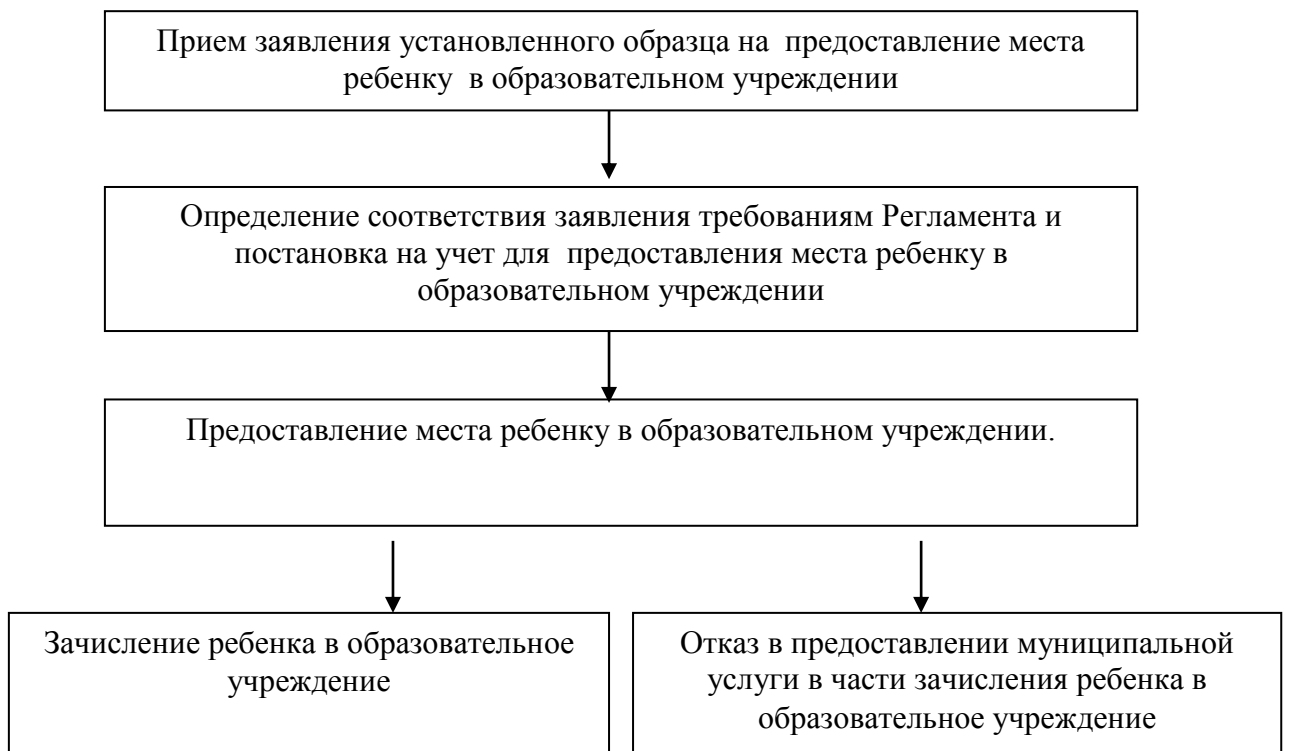 Прием заявления установленного образца на предоставление места
ребенку в образовательном учреждении
Определение соответствия заявления требованиям Регламента и
постановка на учет для предоставления места ребенку в
образовательном учреждении
Предоставление места ребенку в образовательном учреждении.
Зачисление ребенка в образовательное
учреждение
Отказ в предоставлении муниципальной
услуги в части зачисления ребенка в
образовательное учреждение